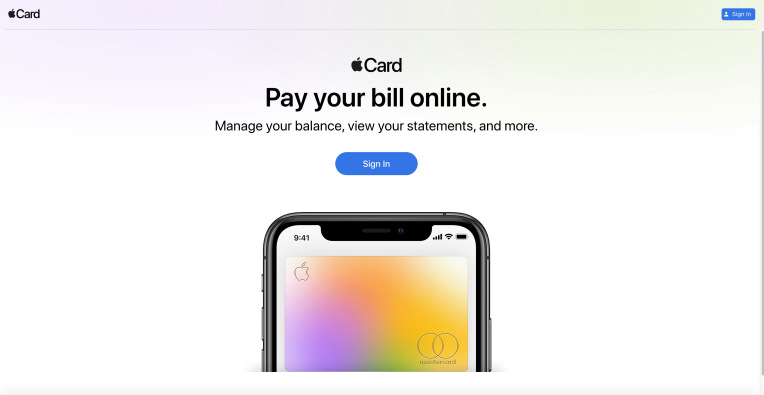 Card
Sign In
Card
Pay your bill online.
Manage your balance, view your statements, and more.
Sign In
9:41
mastercard